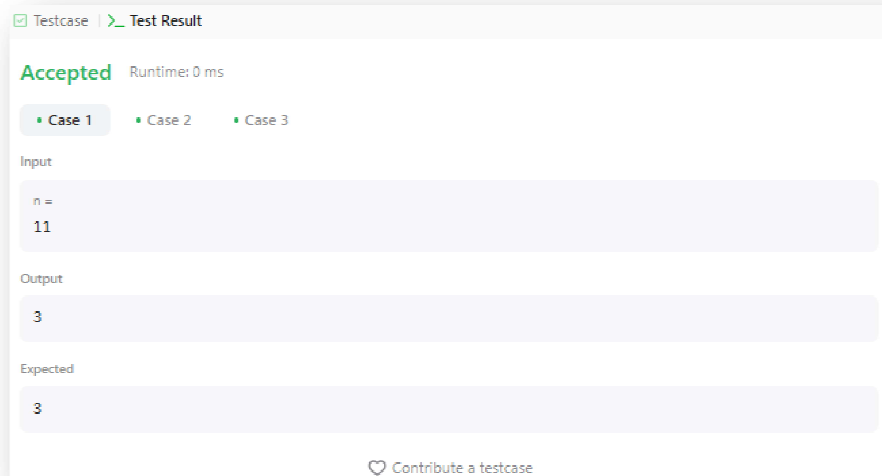 Testcase | >_ Test Result
Accepted Runtime: 0 ms
Case 1 Case 2 Case 3
Input
n =
11
Output
3
Expected
3
Contribute a testcase